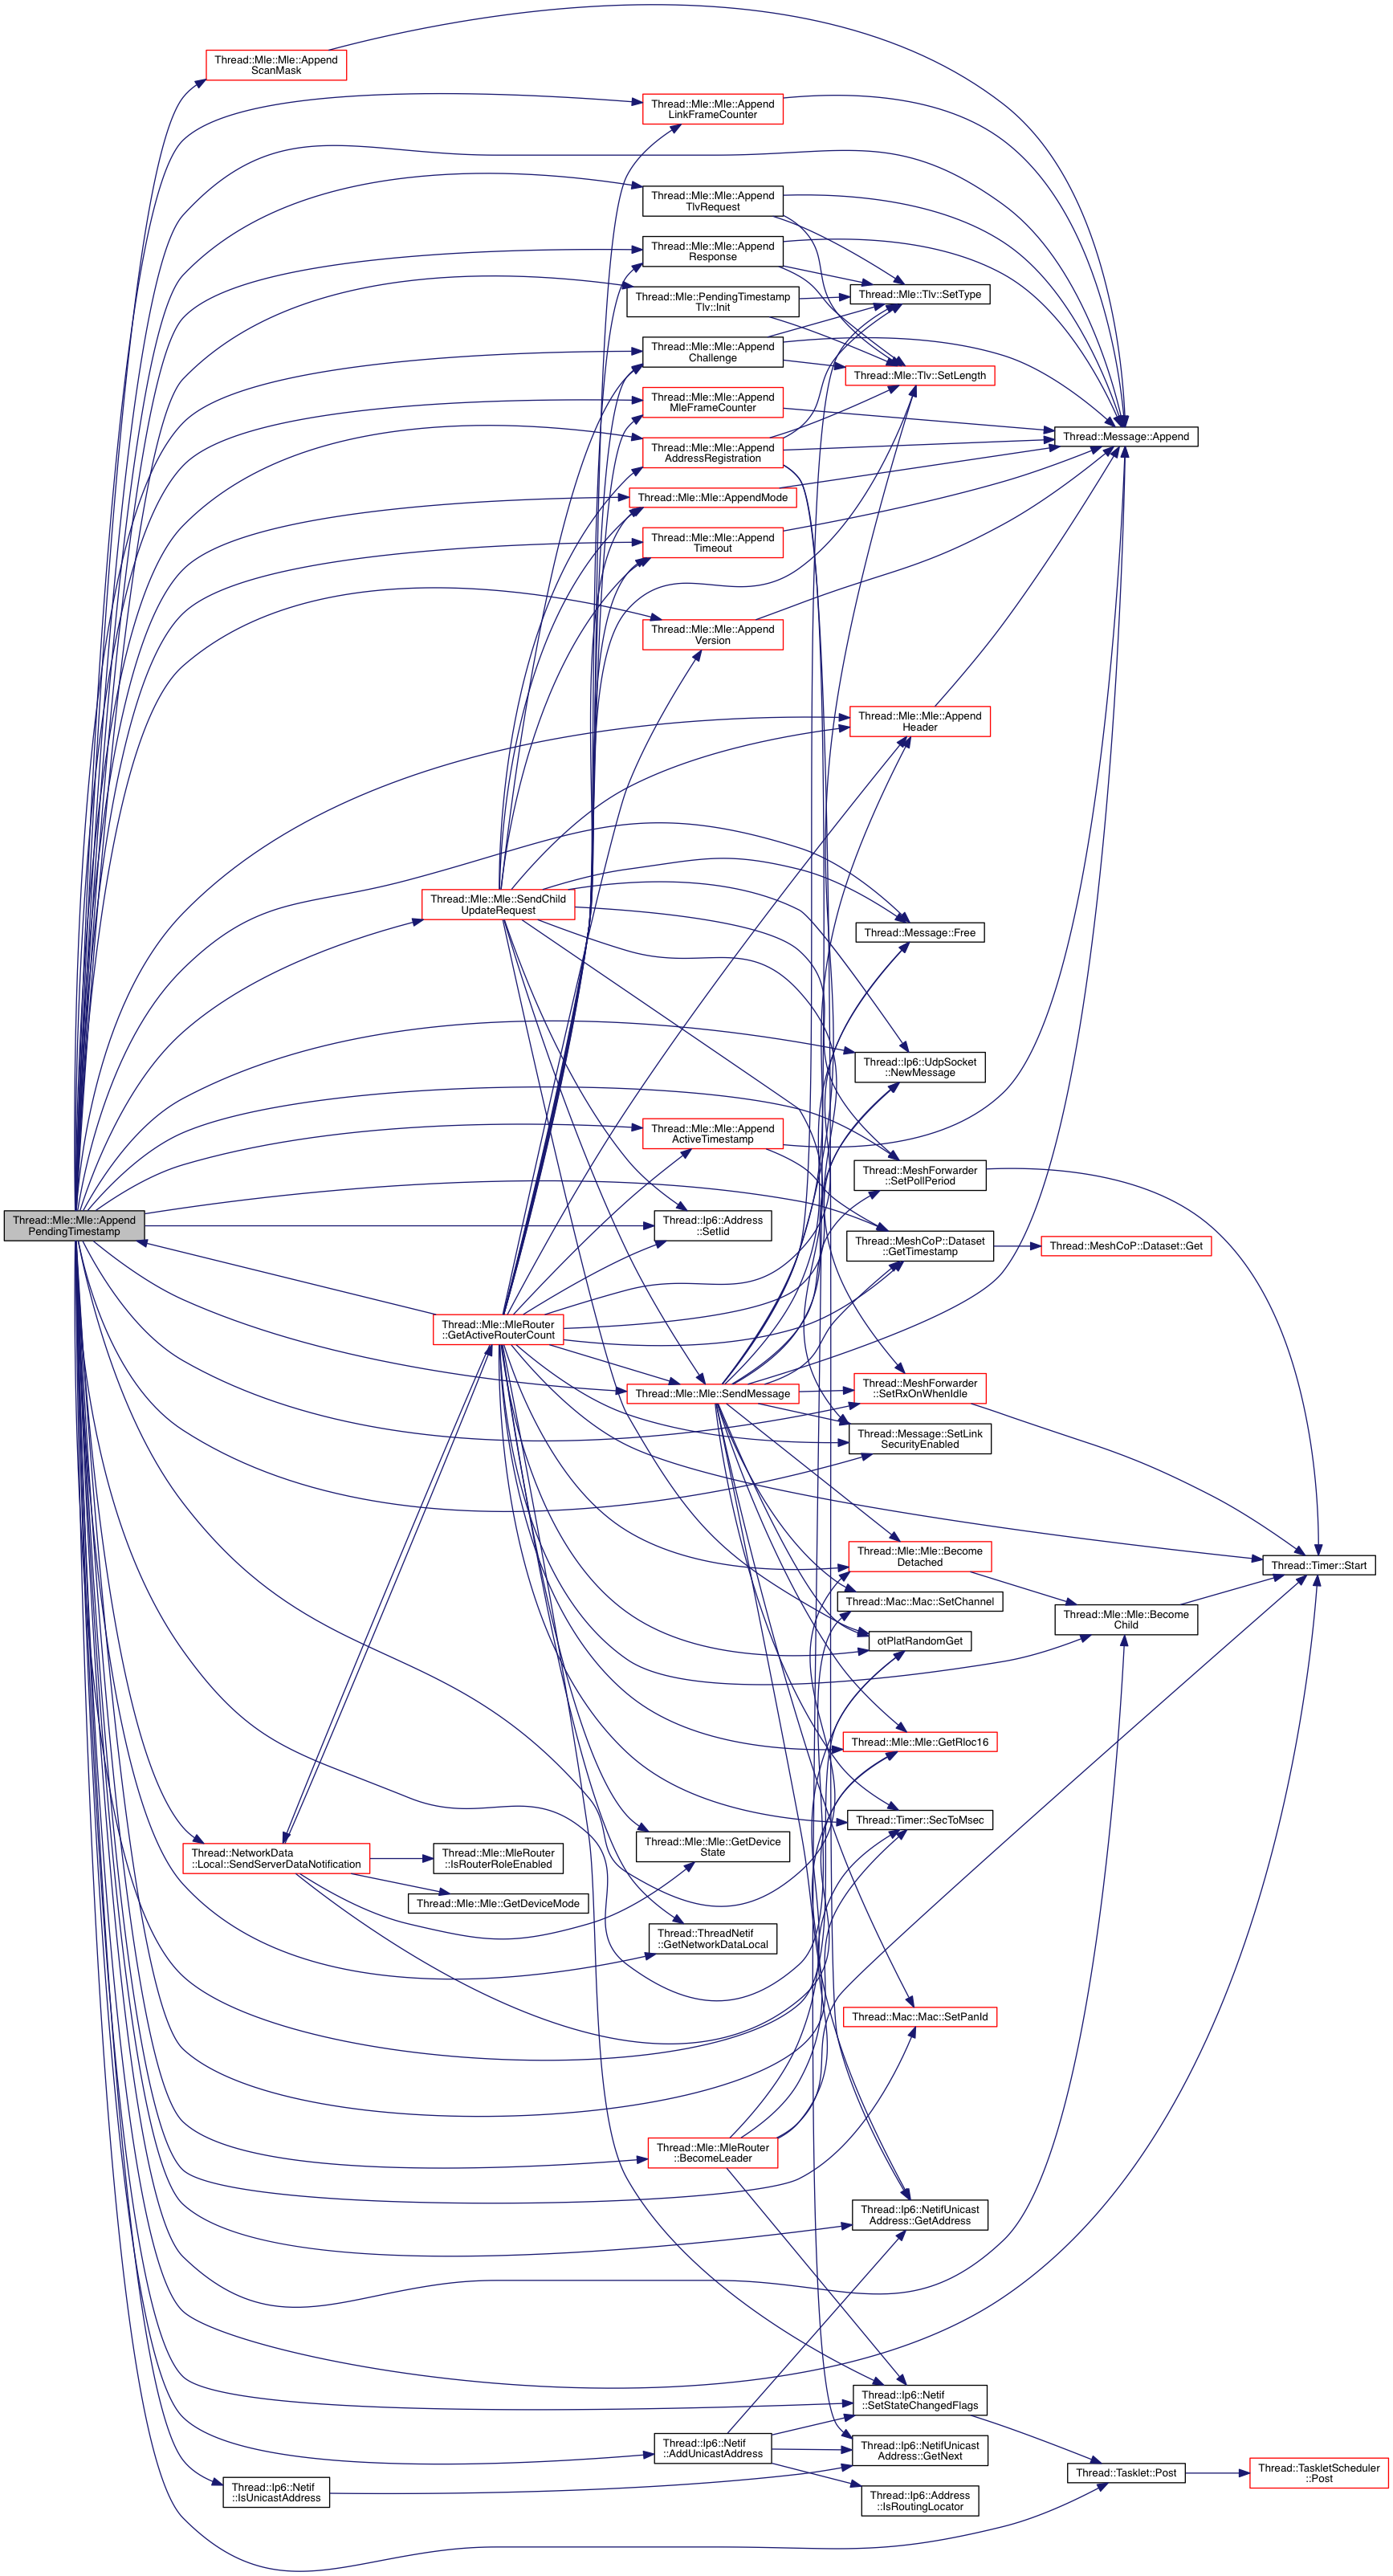 Thread::Mle::Mle::Append
ScanMask
Thread::Mle::Mle::Append
LinkFrameCounter
Thread::Mle::Mle::Append
TlvRequest
Thread::Mle::Mle::Append
Response
Thread::Mle::Tlv::SetType
Thread::Mle::PendingTimestamp
Tlv::Init
Thread::Mle::Mle::Append
Challenge
Thread::Mle::Tlv::SetLength
Thread::Mle::Mle::Append
MleFrameCounter
Thread::Message::Append
Thread::Mle::Mle::Append
AddressRegistration
Thread::Mle::Mle::AppendMode
Thread::Mle::Mle::Append
Timeout
Thread::Mle::Mle::Append
Version
Thread::Mle::Mle::Append
Header
Thread::Mle::Mle::SendChild
UpdateRequest
Thread::Message::Free
Thread::Ip6::UdpSocket
::NewMessage
Thread::Mle::Mle::Append
ActiveTimestamp
Thread::MeshForwarder
::SetPollPeriod
Thread::Mle::Mle::Append
PendingTimestamp
Thread::Ip6::Address
::SetIid
Thread::MeshCoP::Dataset
::GetTimestamp
Thread::MeshCoP::Dataset::Get
Thread::Mle::MleRouter
::GetActiveRouterCount
Thread::Mle::Mle::SendMessage
Thread::MeshForwarder
::SetRxOnWhenIdle
Thread::Message::SetLink
SecurityEnabled
Thread::Mle::Mle::Become
Detached
Thread::Timer::Start
Thread::Mac::Mac::SetChannel
Thread::Mle::Mle::Become
Child
otPlatRandomGet
Thread::Mle::Mle::GetRloc16
Thread::Timer::SecToMsec
Thread::Mle::Mle::GetDevice
State
Thread::NetworkData
::Local::SendServerDataNotification
Thread::Mle::MleRouter
::IsRouterRoleEnabled
Thread::Mle::Mle::GetDeviceMode
Thread::ThreadNetif
::GetNetworkDataLocal
Thread::Mac::Mac::SetPanId
Thread::Mle::MleRouter
::BecomeLeader
Thread::Ip6::NetifUnicast
Address::GetAddress
Thread::Ip6::Netif
::SetStateChangedFlags
Thread::Ip6::Netif
::AddUnicastAddress
Thread::Ip6::NetifUnicast
Address::GetNext
Thread::Tasklet::Post
Thread::TaskletScheduler
::Post
Thread::Ip6::Netif
::IsUnicastAddress
Thread::Ip6::Address
::IsRoutingLocator